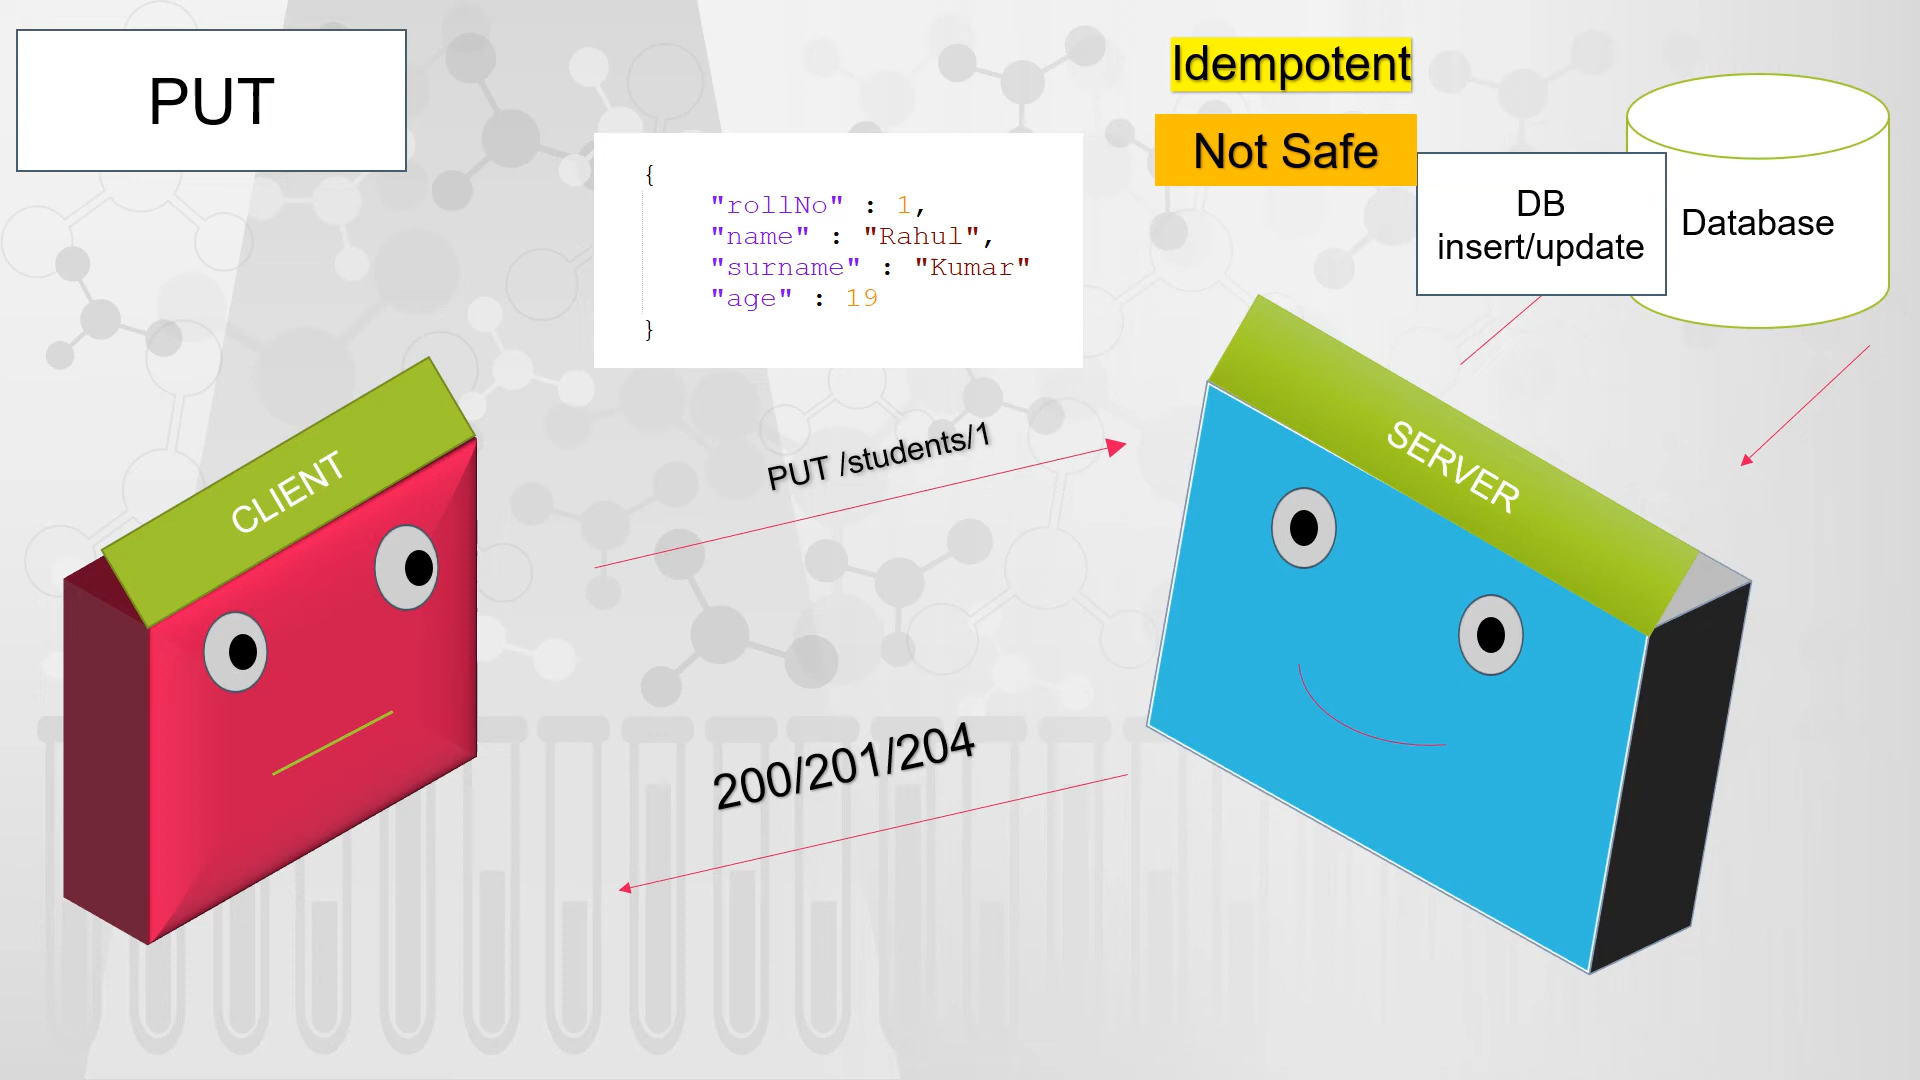 PUT
Idempotent
Not Safe
{
"rollNo" : 1,
"name" : "Rahul",
"surname" : "Kumar"
"age" : 19
}
DB
insert/update
Database
PUT /students/1
CLIENT
SERVER
200/201/204